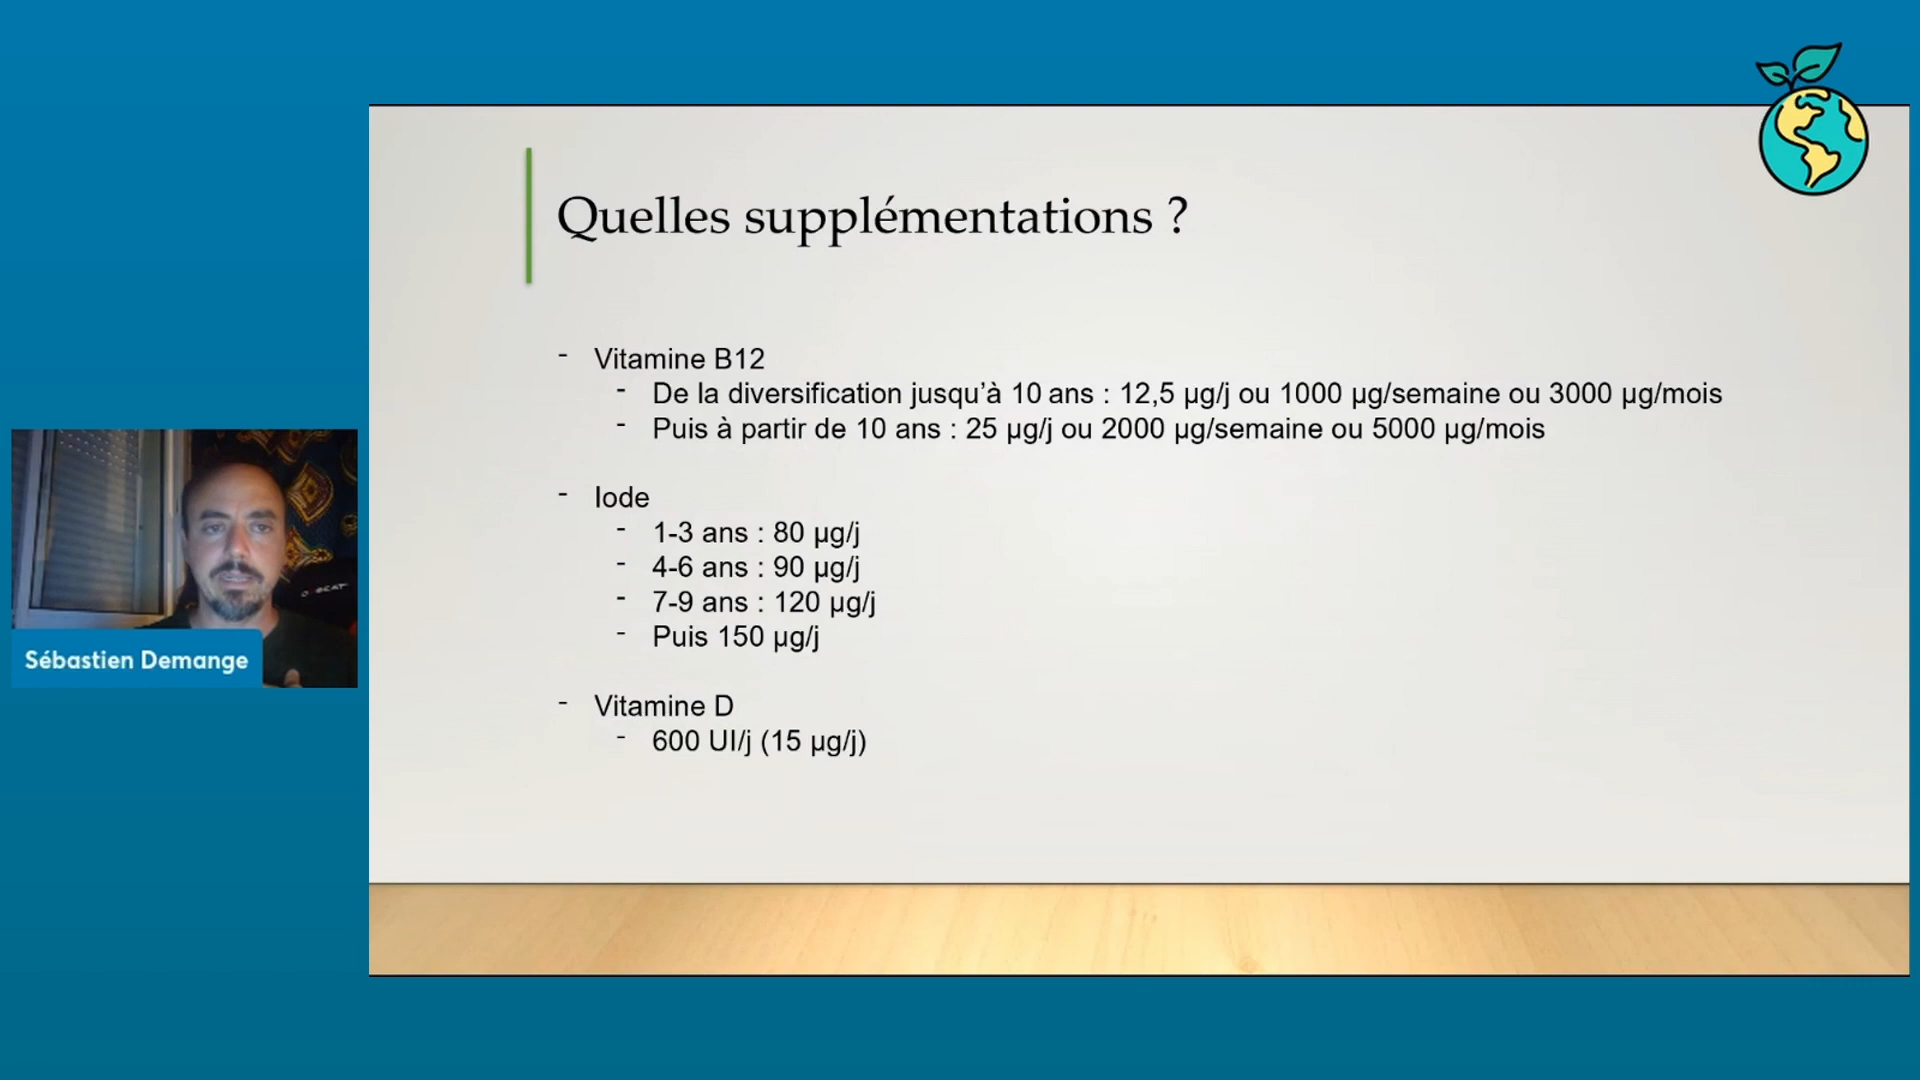 Quelles supplémentations ?
- Vitamine B12
- De la diversification jusqu’à 10 ans : 12,5 µg/j ou 1000 µg/semaine ou 3000 µg/mois
- Puis à partir de 10 ans : 25 µg/j ou 2000 µg/semaine ou 5000 µg/mois
- Iode
- 1-3 ans : 80 µg/j
- 4-6 ans : 90 µg/j
- 7-9 ans : 120 µg/j
- Puis 150 µg/j
- Vitamine D
- 600 UI/j (15 µg/j)
Sébastien Demange